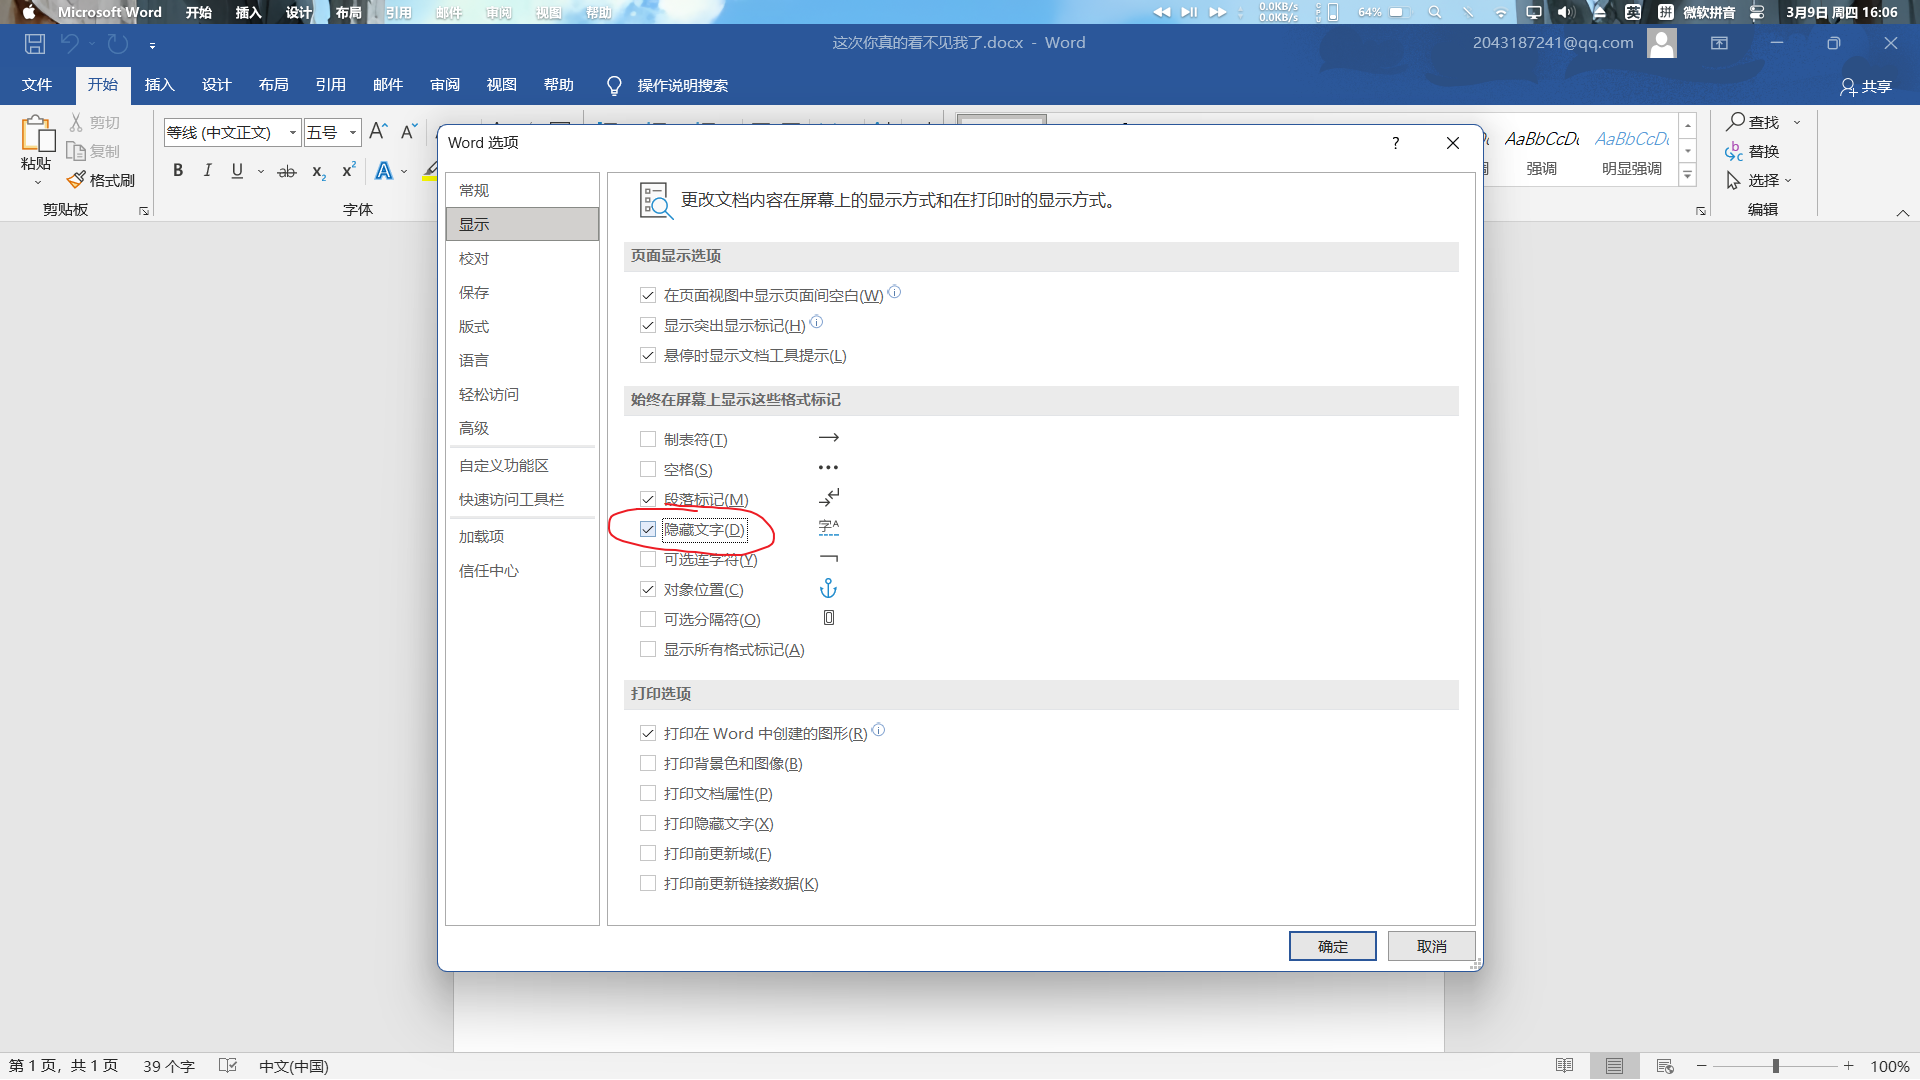 Microsoft Word 开始 插入 设计 布局 引用 邮件 审阅 视图 帮助 0.0KB/s 0.0KB/s CPU 64% 英 拼 微软拼音 3月9日 周四 16:06
这次你真的看不见我了.docx - Word 2043187241@qq.com
文件 开始 插入 设计 布局 引用 邮件 审阅 视图 帮助 操作说明搜索 共享
粘贴 剪切 复制 格式刷
剪贴板
等线 (中文正文) 五号 A A
B I U ab x₂ x² A
字体
AaBbCcDc AaBbCcDc
强调 明显强调
查找
替换
选择
编辑
Word 选项 ?
常规
显示
校对
保存
版式
语言
轻松访问
高级
自定义功能区
快速访问工具栏
加载项
信任中心
更改文档内容在屏幕上的显示方式和在打印时的显示方式。
页面显示选项
在页面视图中显示页面间空白(W)
显示突出显示标记(H)
悬停时显示文档工具提示(L)
始终在屏幕上显示这些格式标记
制表符(T)
空格(S)
段落标记(M)
隐藏文字(D) 字A
可选连字符(Y)
对象位置(C)
可选分隔符(O)
显示所有格式标记(A)
打印选项
打印在 Word 中创建的图形(R)
打印背景色和图像(B)
打印文档属性(P)
打印隐藏文字(X)
打印前更新域(F)
打印前更新链接数据(K)
确定 取消
第 1 页，共 1 页 39 个字 中文(中国) 100%